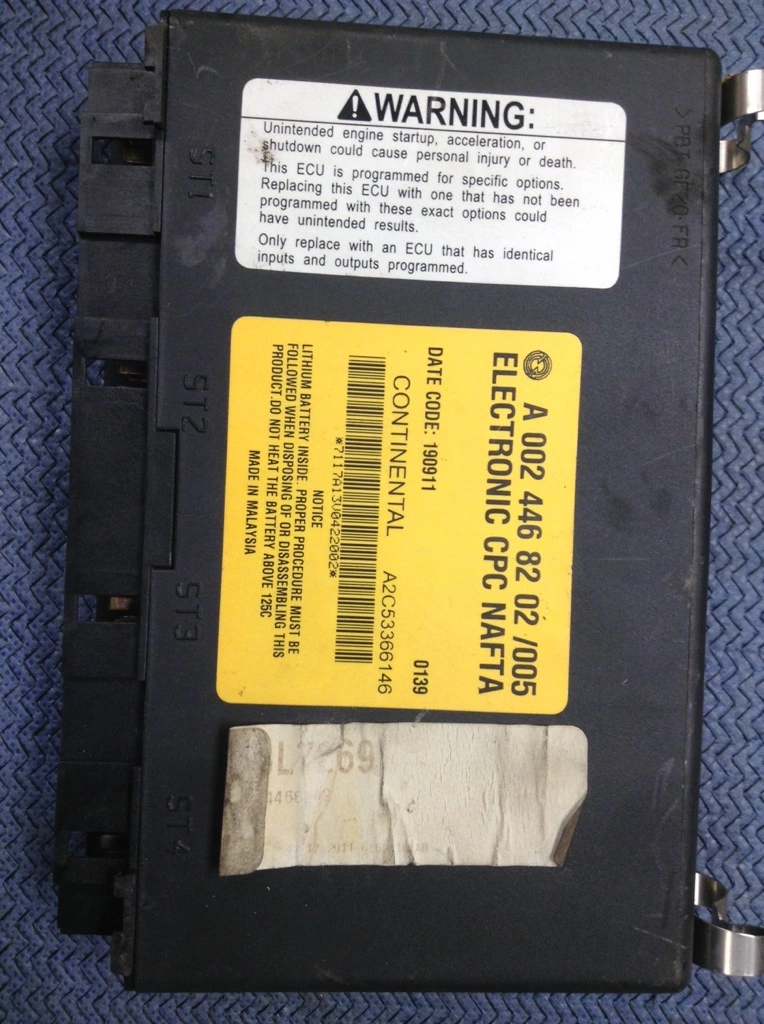 WARNING:
Unintended engine startup, acceleration, or
shutdown could cause personal injury or death.
This ECU is programmed for specific options.
Replacing this ECU with one that has not been
programmed with these exact options could
have unintended results.
Only replace with an ECU that has identical
inputs and outputs programmed.
A 002 446 82 02 /005
ELECTRONIC CPC NAFTA
DATE CODE: 190911 0139
CONTINENTAL A2C53366146
*7117A13V0422002*
NOTICE
LITHIUM BATTERY INSIDE. PROPER PROCEDURE MUST BE
FOLLOWED WHEN DISPOSING OF OR DISASSEMBLING THIS
PRODUCT.DO NOT HEAT THE BATTERY ABOVE 125C
MADE IN MALAYSIA
ST1
ST2
ST3
ST4